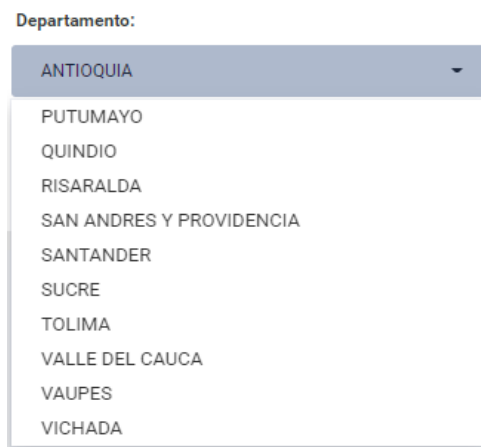 Departamento:
ANTIOQUIA
PUTUMAYO
QUINDIO
RISARALDA
SAN ANDRES Y PROVIDENCIA
SANTANDER
SUCRE
TOLIMA
VALLE DEL CAUCA
VAUPES
VICHADA